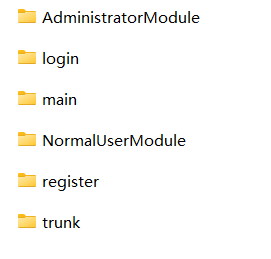 AdministratorModule
login
main
NormalUserModule
register
trunk